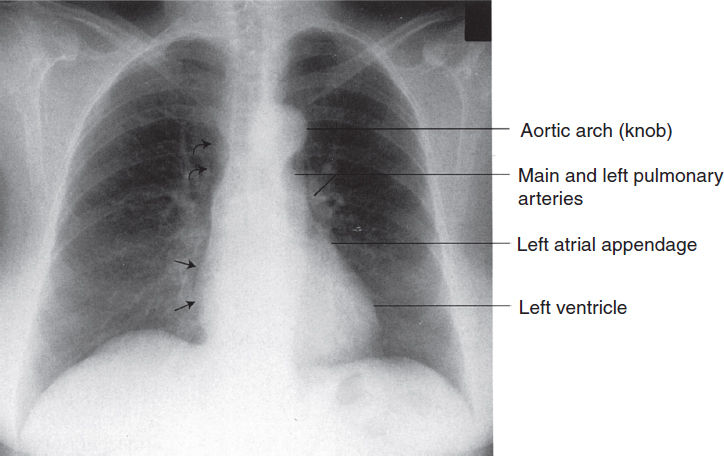 Aortic arch (knob)
Main and left pulmonary
arteries
Left atrial appendage
Left ventricle